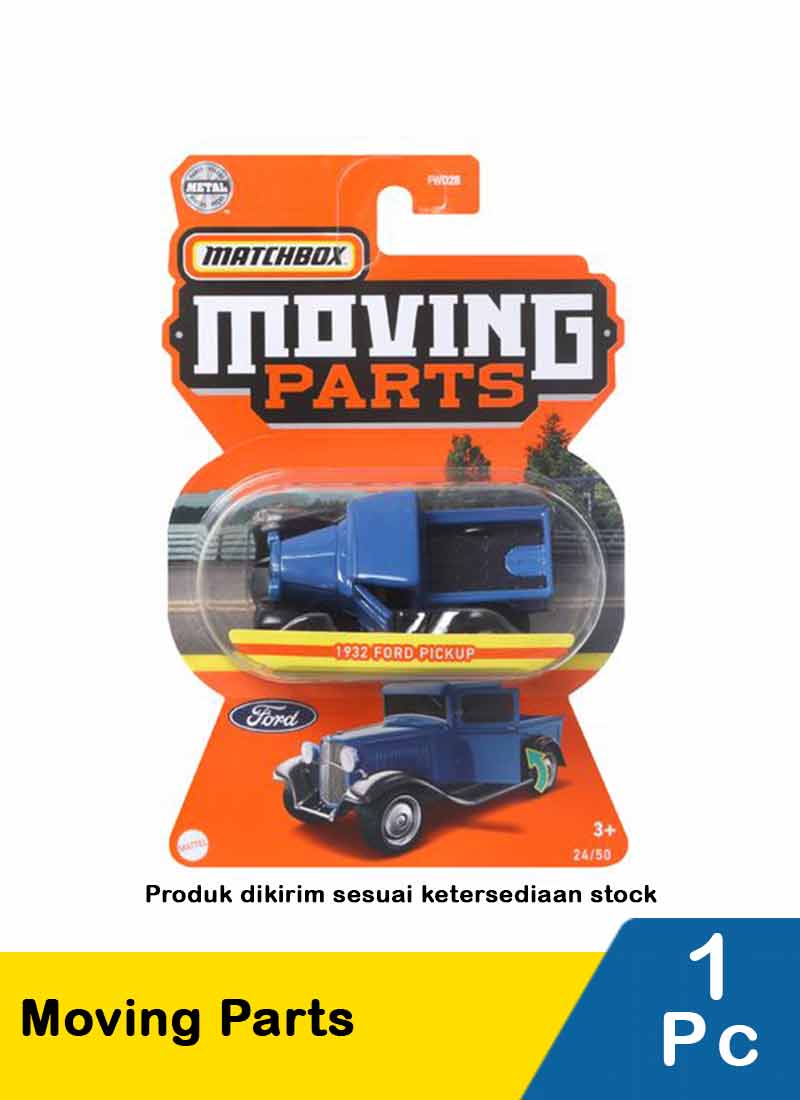 METAL
FWD28
MATCHBOX
MOVING
PARTS
1932 FORD PICKUP
Ford
MATTEL
3+
24/50
Produk dikirim sesuai ketersediaan stock
Moving Parts
1
Pc